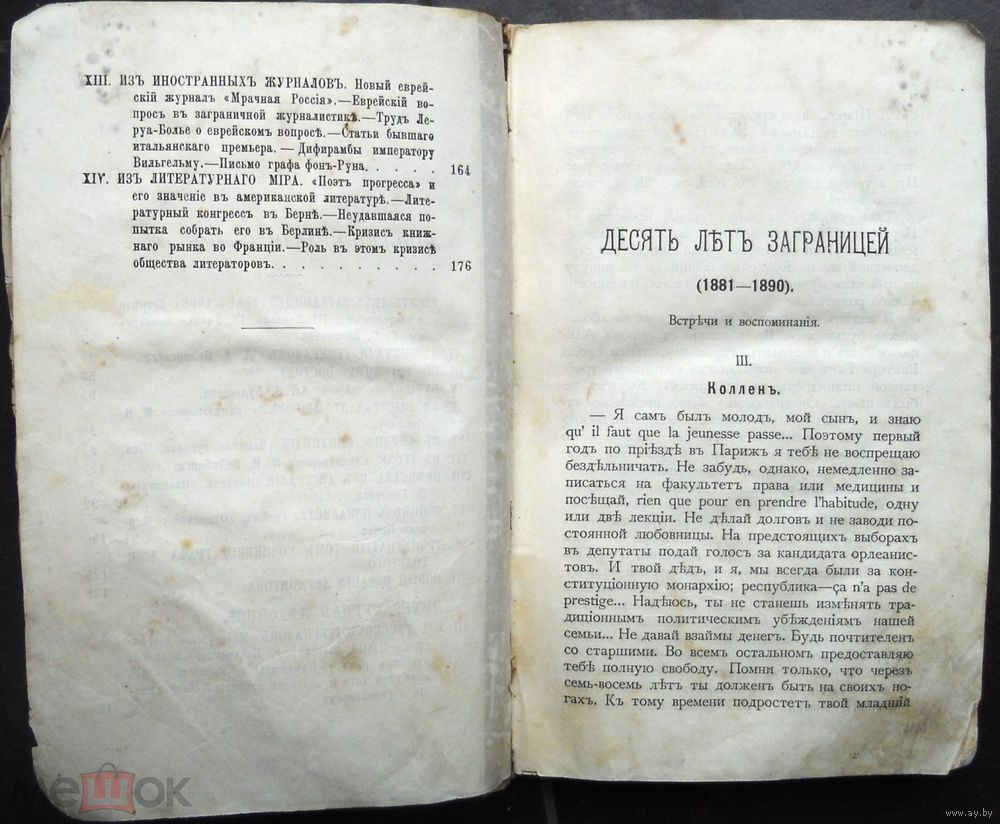 XIII. ИЗЪ ИНОСТРАННЫХЪ ЖУРНАЛОВЪ. Новый еврей-
скій журналъ «Мрачная Россія».—Еврейскій во-
просъ въ заграничной журналистикѣ.—Трудъ Ле-
руа-Болье о еврейскомъ вопросѣ.—Статьи бывшаго
итальянскаго премьера.—Дифирамбы императору
Вильгельму.—Письмо графа фонъ-Руна. . . . . 164
XIV. ИЗЪ ЛИТЕРАТУРНАГО МІРА. «Поэтъ прогресса» и
его значеніе въ американской литературѣ.—Лите-
ратурный конгрессъ въ Бернѣ.—Неудавшаяся по-
пытка собрать его въ Берлинѣ.—Кризисъ книж-
наго рынка во Франціи.—Роль въ этомъ кризисѣ
общества литераторовъ. . . . . . . . . . 176
ДЕСЯТЬ ЛѢТЪ ЗАГРАНИЦЕЙ
(1881—1890).
Встрѣчи и воспоминанія.
III.
Колленъ.
— Я самъ былъ молодъ, мой сынъ, и знаю
qu' il faut que la jeunesse passe... Поэтому первый
годъ по пріѣздѣ въ Парижъ я тебѣ не воспрещаю
бездѣльничать. Не забудь, однако, немедленно за-
писаться на факультетъ права или медицины и
посѣщай, rien que pour en prendre l'habitude, одну
или двѣ лекціи. Не дѣлай долговъ и не заводи по-
стоянной любовницы. На предстоящихъ выборахъ
въ депутаты подай голосъ за кандидата орлеанис-
товъ. И твой дѣдъ, и я, мы всегда были за кон-
ституціонную монархію; республика—ça n'a pas de
prestige... Надѣюсь, ты не станешь измѣнять тра-
диціоннымъ политическимъ убѣжденіямъ нашей
семьи... Не давай взаймы денегъ. Будь почтителенъ
со старшими. Во всемъ остальномъ предоставляю
тебѣ полную свободу. Помни только, что черезъ
семь-восемь лѣтъ ты долженъ быть на своихъ но-
гахъ. Къ тому времени подростетъ твой младшій
www.ay.by